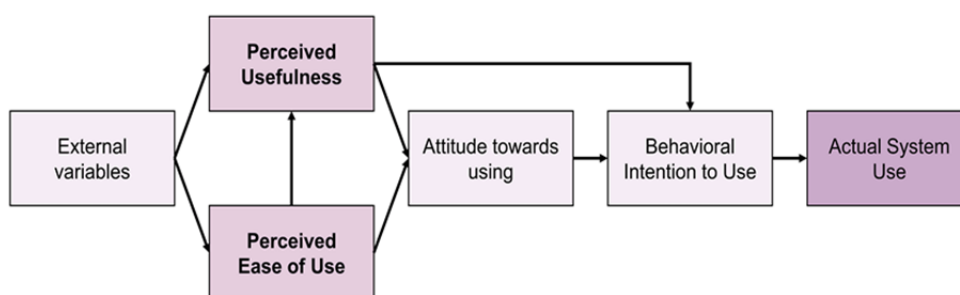 Perceived
Usefulness
External
variables
Attitude towards
using
Behavioral
Intention to Use
Actual System
Use
Perceived
Ease of Use